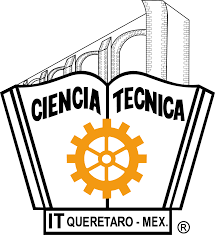 CIENCIA TECNICA
IT QUERETARO - MEX. ®